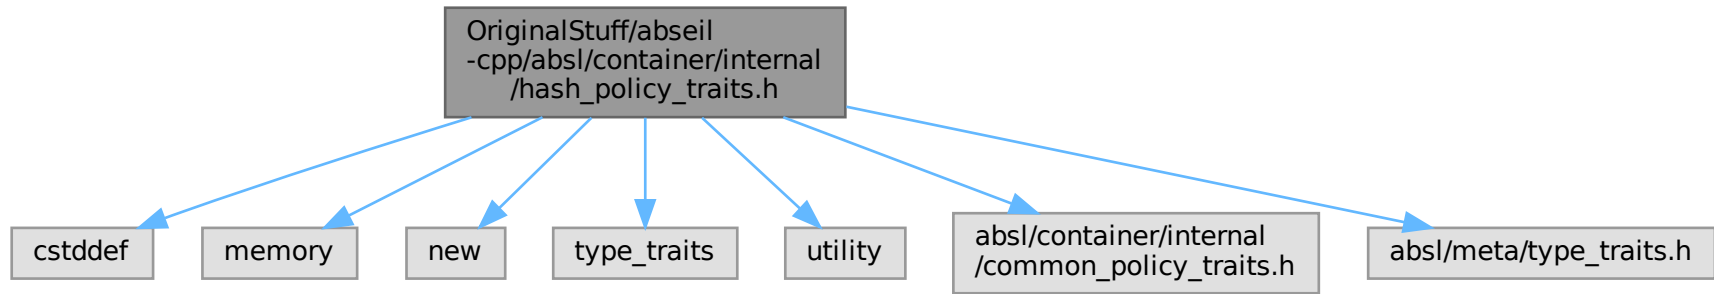 OriginalStuff/abseil
-cpp/absl/container/internal
/hash_policy_traits.h
cstddef
memory
new
type_traits
utility
absl/container/internal
/common_policy_traits.h
absl/meta/type_traits.h